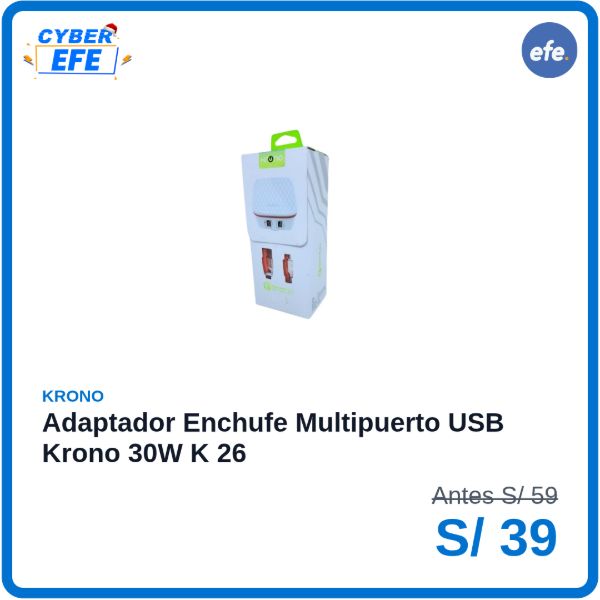 CYBER
EFE
efe.
KRONO
Adaptador Enchufe Multipuerto USB
Krono 30W K 26
Antes S/ 59
S/ 39